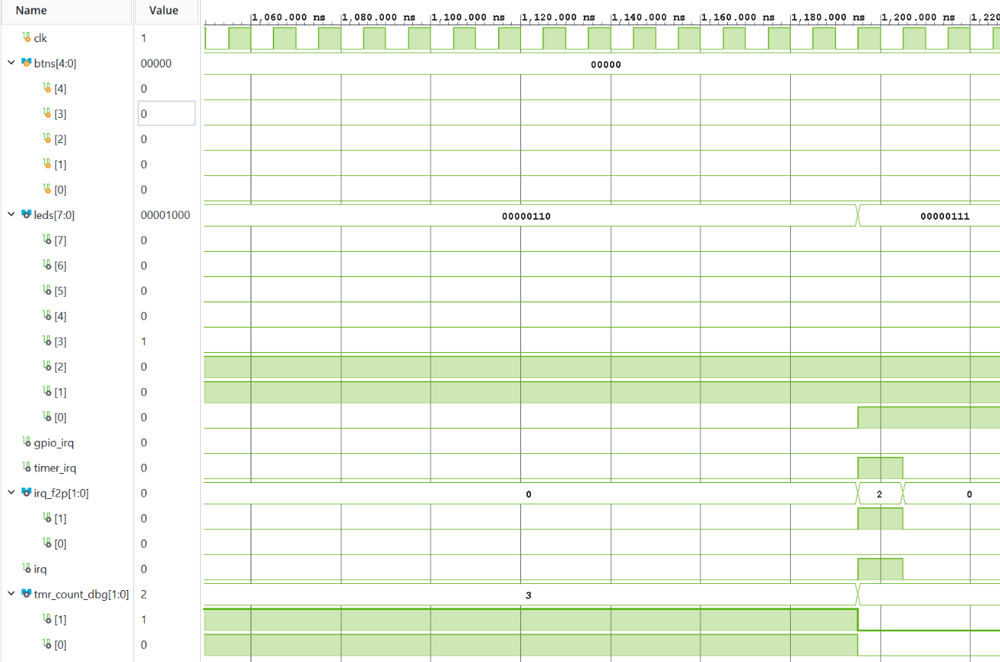 Name Value 1,060.000 ns 1,080.000 ns 1,100.000 ns 1,120.000 ns 1,140.000 ns 1,160.000 ns 1,180.000 ns 1,200.000 ns 1,220
clk 1
btns[4:0] 00000 00000
[4] 0
[3] 0
[2] 0
[1] 0
[0] 0
leds[7:0] 00001000 00000110 00000111
[7] 0
[6] 0
[5] 0
[4] 0
[3] 1
[2] 0
[1] 0
[0] 0
gpio_irq 0
timer_irq 0
irq_f2p[1:0] 0 0 2 0
[1] 0
[0] 0
irq 0
tmr_count_dbg[1:0] 2 3
[1] 1
[0] 0